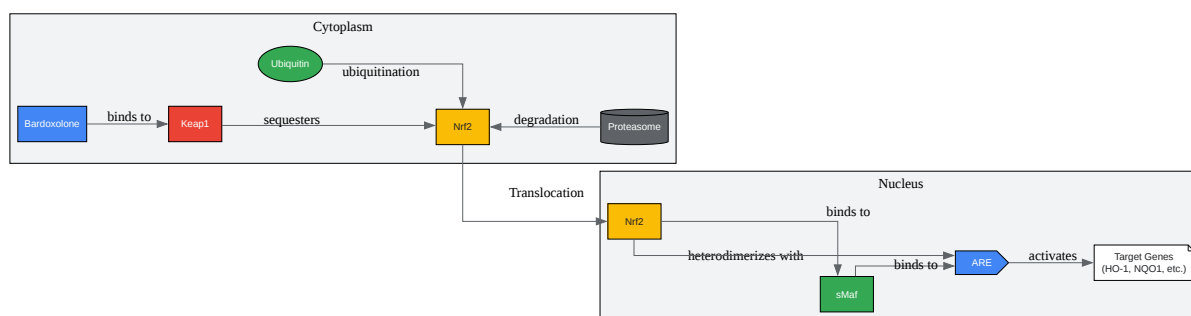 Cytoplasm
Ubiquitin
ubiquitination
Bardoxolone
binds to
Keap1
sequesters
Nrf2
degradation
Proteasome
Translocation
Nucleus
Nrf2
binds to
heterodimerizes with
binds to
ARE
activates
Target Genes
(HO-1, NQO1, etc.)
sMaf